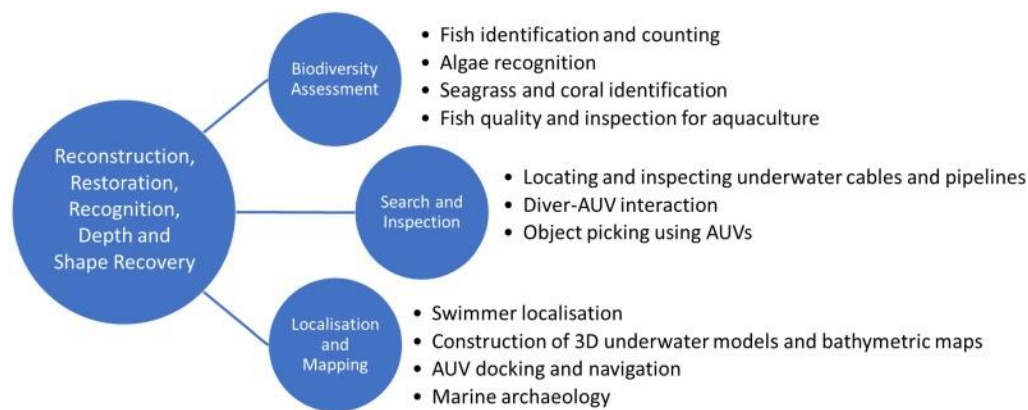 Reconstruction,
Restoration,
Recognition,
Depth and
Shape Recovery
Biodiversity
Assessment
• Fish identification and counting
• Algae recognition
• Seagrass and coral identification
• Fish quality and inspection for aquaculture
Search and
Inspection
• Locating and inspecting underwater cables and pipelines
• Diver-AUV interaction
• Object picking using AUVs
Localisation
and
Mapping
• Swimmer localisation
• Construction of 3D underwater models and bathymetric maps
• AUV docking and navigation
• Marine archaeology